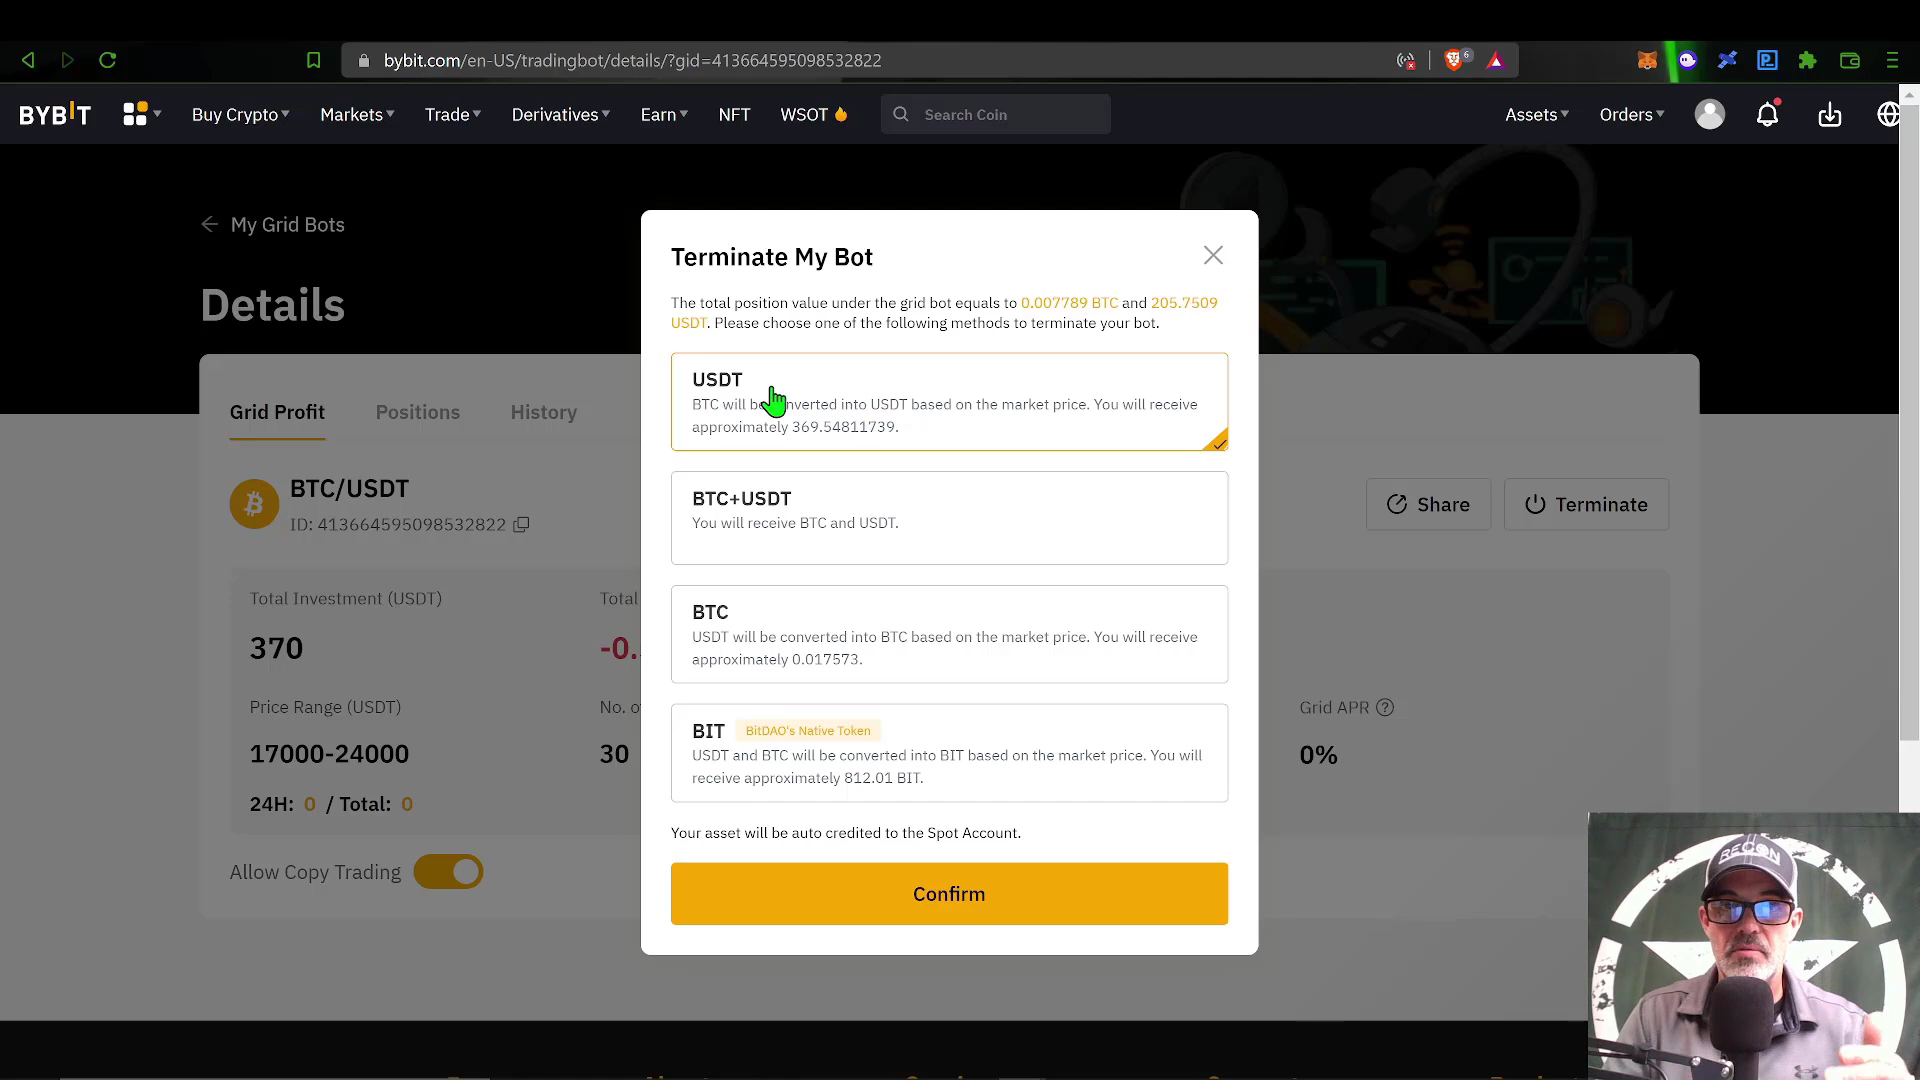 bybit.com/en-US/tradingbot/details/?gid=413664595098532822
6
BYBIT
Buy Crypto
Markets
Trade
Derivatives
Earn
NFT
WSOT
Search Coin
Assets
Orders
My Grid Bots
Details
Grid Profit
Positions
History
BTC/USDT
ID: 413664595098532822
Share
Terminate
Total Investment (USDT)
Total
370
-0.
Price Range (USDT)
No. o
Grid APR
17000-24000
30
0%
24H: 0 / Total: 0
Allow Copy Trading
Terminate My Bot
The total position value under the grid bot equals to 0.007789 BTC and 205.7509
USDT. Please choose one of the following methods to terminate your bot.
USDT
BTC will be converted into USDT based on the market price. You will receive
approximately 369.54811739.
BTC+USDT
You will receive BTC and USDT.
BTC
USDT will be converted into BTC based on the market price. You will receive
approximately 0.017573.
BIT BitDAO's Native Token
USDT and BTC will be converted into BIT based on the market price. You will
receive approximately 812.01 BIT.
Your asset will be auto credited to the Spot Account.
Confirm
RECON